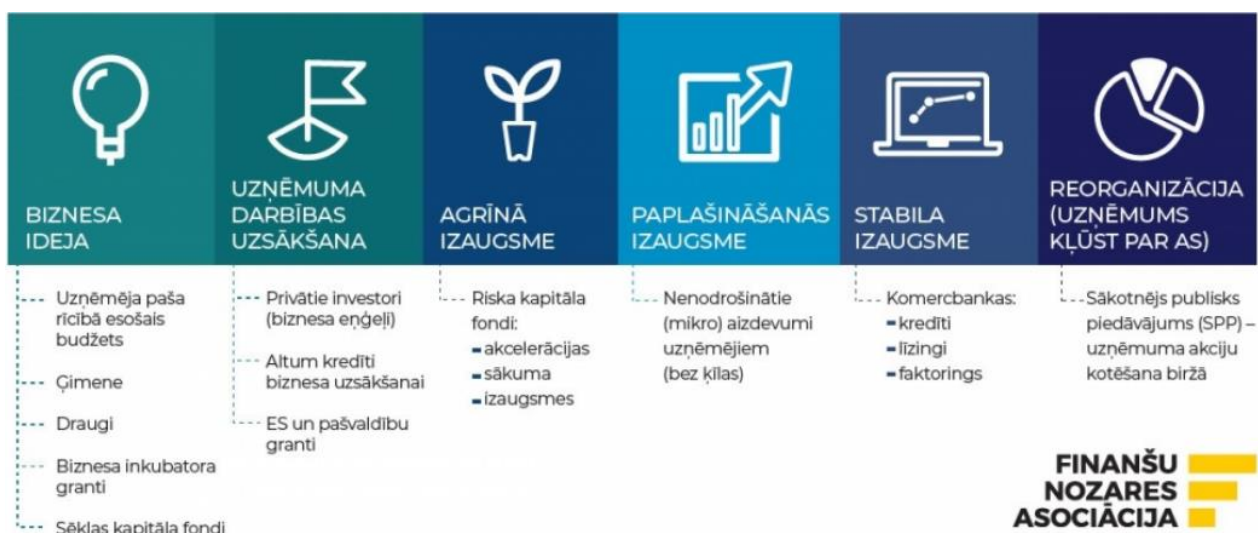 BIZNESA
IDEJA
Uzņēmēja paša
rīcībā esošais
budžets
Ģimene
Draugi
Biznesa inkubatora
granti
Sēklas kapitāla fondi
UZŅĒMUMA
DARBĪBAS
UZSĀKŠANA
Privātie investori
(biznesa eņģeļi)
Altum kredīti
biznesa uzsākšanai
ES un pašvaldību
granti
AGRĪNĀ
IZAUGSME
Riska kapitāla
fondi:
- akcelerācijas
- sākuma
- izaugsmes
PAPLAŠINĀŠANĀS
IZAUGSME
Nenodrošinātie
(mikro) aizdevumi
uzņēmējiem
(bez ķīlas)
STABILA
IZAUGSME
Komercbankas:
- kredīti
- līzingi
- faktorings
REORGANIZĀCIJA
(UZŅĒMUMS
KĻŪST PAR AS)
Sākotnējs publisks
piedāvājums (SPP) –
uzņēmuma akciju
kotēšana biržā
FINANŠU
NOZARES
ASOCIĀCIJA